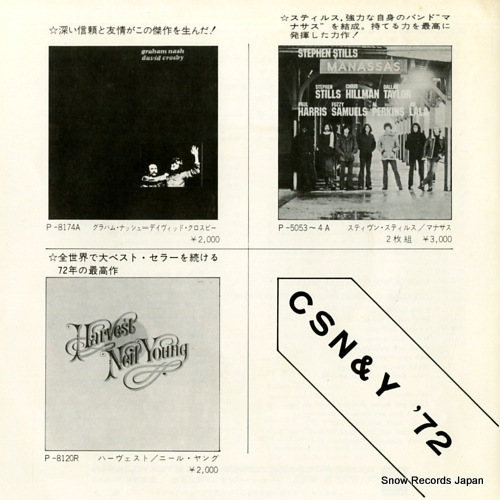 ☆深い信頼と友情がこの傑作を生んだ！
graham nash
david crosby
P-8174A グラハム・ナッシュ＝デイヴィッド・クロスビー
￥2,000
☆スティルス，強力な自身のバンド“マ
ナサス”を結成。持てる力を最高に
発揮した力作！
STEPHEN STILLS
MANASSAS
STEPHEN STILLS
CHRIS HILLMAN
DALLAS TAYLOR
PAUL HARRIS
FUZZY SAMUELS
AL PERKINS
JOE LALA
P-5053〜4A スティヴン・スティルス／マナサス
2枚組 ￥3,000
☆全世界で大ベスト・セラーを続ける
72年の最高作
Harvest
Neil Young
P-8120R ハーヴェスト／ニール・ヤング
￥2,000
CSN&Y '72
Snow Records Japan